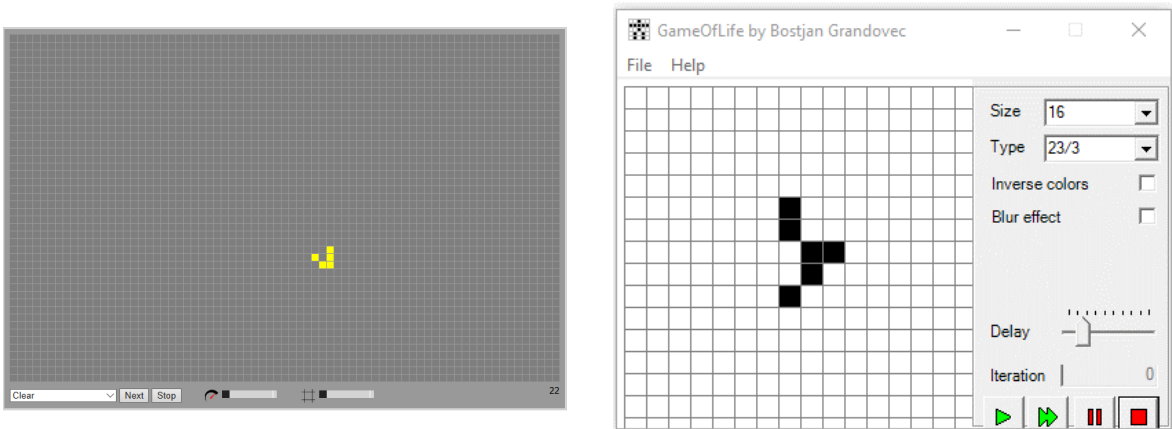 Clear Next Stop 22
GameOfLife by Bostjan Grandovec
File Help
Size 16
Type 23/3
Inverse colors
Blur effect
Delay
Iteration 0